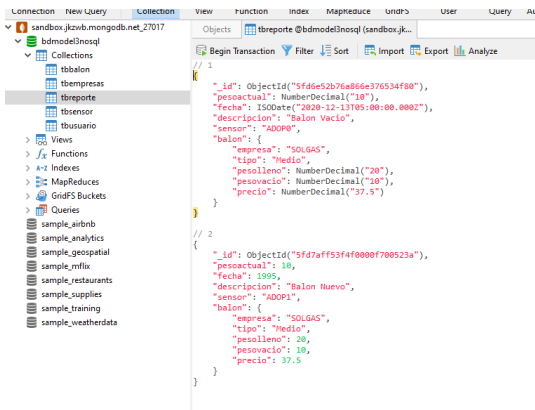 Connection New Query Collection View Function Index MapReduce GridFS User Query Au
sandbox.jkzwb.mongodb.net_27017
bdmodel3nosql
Collections
tbbalon
tbempresas
tbreporte
tbsensor
tbusuario
Views
Functions
Indexes
MapReduces
GridFS Buckets
Queries
sample_airbnb
sample_analytics
sample_geospatial
sample_mflix
sample_restaurants
sample_supplies
sample_training
sample_weatherdata
Objects tbreporte @bdmodel3nosql (sandbox.jk...
Begin Transaction Filter Sort Import Export Analyze
// 1
{
"_id": ObjectId("5fd6e52b76a866e376534f80"),
"pesoactual": NumberDecimal("10"),
"fecha": ISODate("2020-12-13T05:00:00.000Z"),
"descripcion": "Balon Vacio",
"sensor": "ADOP0",
"balon": {
"empresa": "SOLGAS",
"tipo": "Medio",
"pesolleno": NumberDecimal("20"),
"pesovacio": NumberDecimal("10"),
"precio": NumberDecimal("37.5")
}
}
// 2
{
"_id": ObjectId("5fd7aff53f4f0000f700523a"),
"pesoactual": 10,
"fecha": 1995,
"descripcion": "Balon Nuevo",
"sensor": "ADOP1",
"balon": {
"empresa": "SOLGAS",
"tipo": "Medio",
"pesolleno": 20,
"pesovacio": 10,
"precio": 37.5
}
}